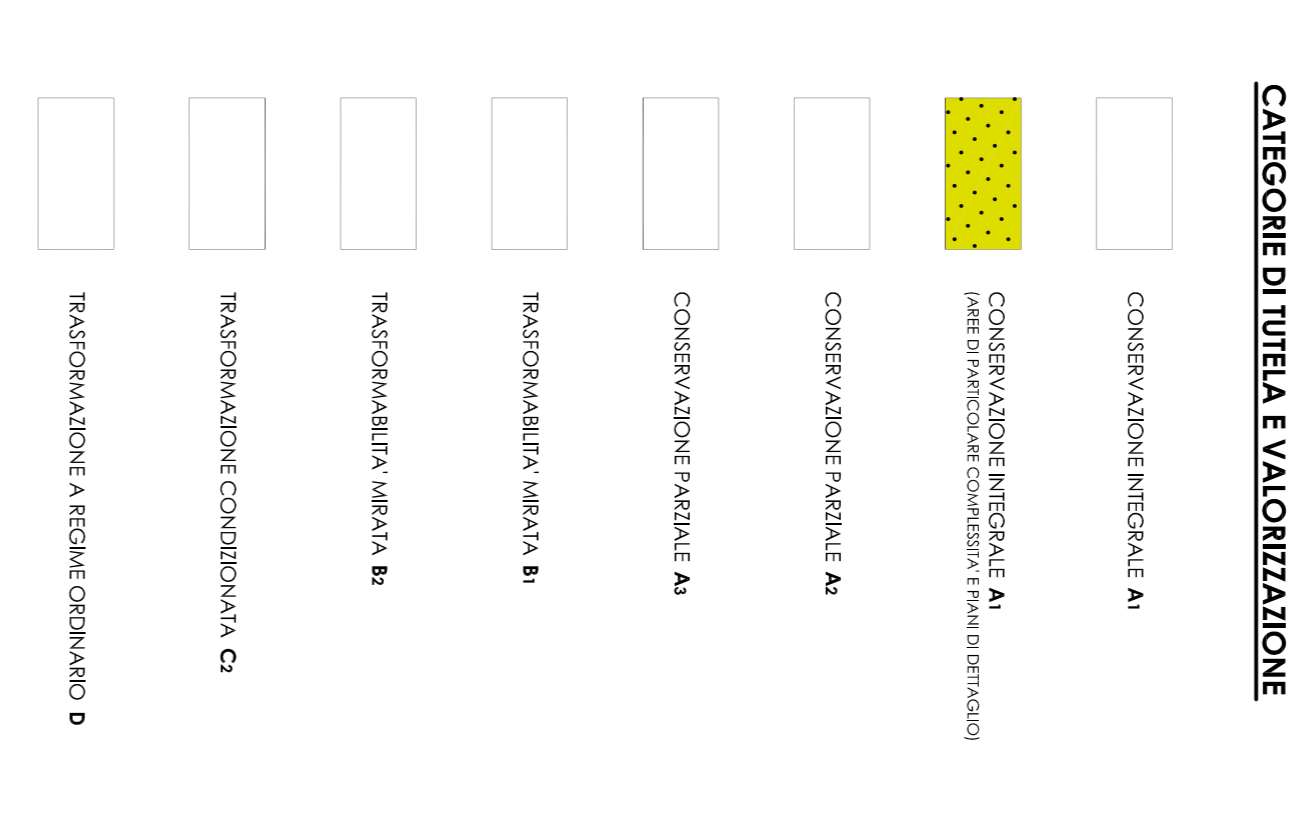 CATEGORIE DI TUTELA E VALORIZZAZIONE
CONSERVAZIONE INTEGRALE A1
CONSERVAZIONE INTEGRALE A1
(AREE DI PARTICOLARE COMPLESSITA' E PIANI DI DETTAGLIO)
CONSERVAZIONE PARZIALE A2
CONSERVAZIONE PARZIALE A3
TRASFORMABILITA' MIRATA B1
TRASFORMABILITA' MIRATA B2
TRASFORMAZIONE CONDIZIONATA C2
TRASFORMAZIONE A REGIME ORDINARIO D